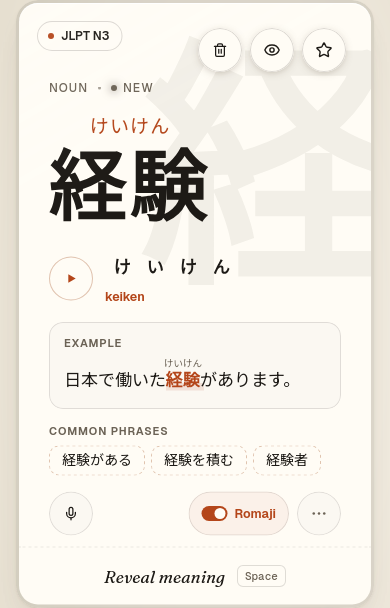 JLPT N3
NOUN • NEW
けいけん
経験
けいけん
keiken
EXAMPLE
けいけん
日本で働いた経験があります。
COMMON PHRASES
経験がある 経験を積む 経験者
Romaji
Reveal meaning Space